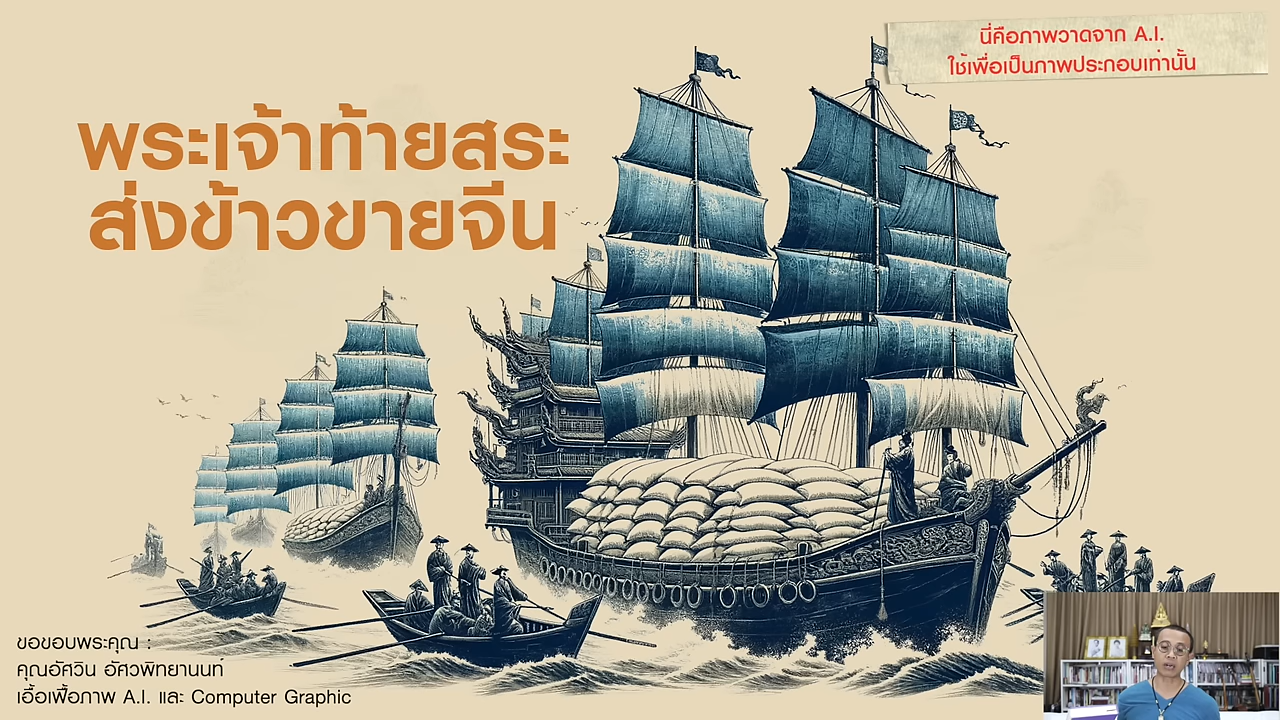 นี่คือภาพวาดจาก A.I.
ใช้เพื่อเป็นภาพประกอบเท่านั้น
พระเจ้าท้ายสระ
ส่งข้าวขายจีน
ขอขอบพระคุณ :
คุณอัศวิน อัศวพิทยานนท์
เอื้อเฟื้อภาพ A.I. และ Computer Graphic